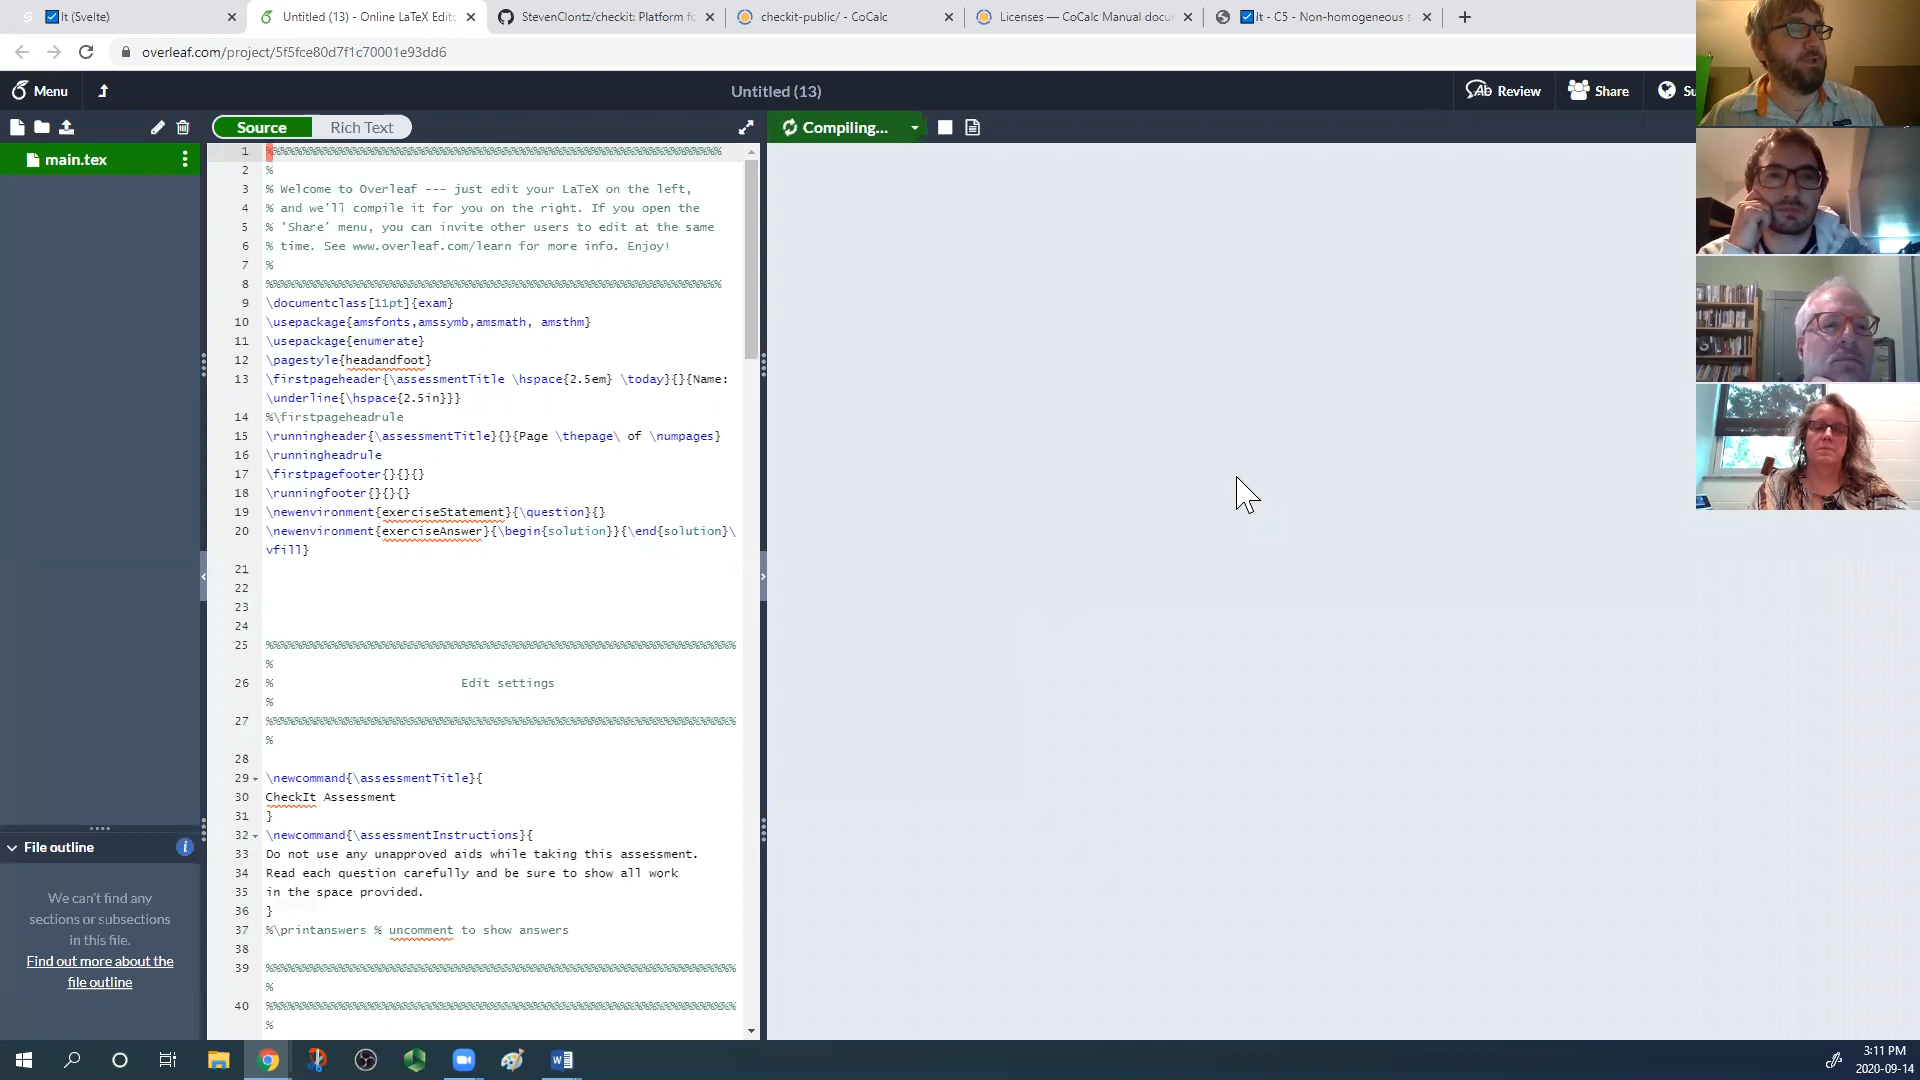 It (Svelte)
Untitled (13) - Online LaTeX Edit
StevenClontz/checkit: Platform fo
checkit-public/ - CoCalc
Licenses — CoCalc Manual docu
It - C5 - Non-homogeneous s
overleaf.com/project/5f5fce80d7f1c70001e93dd6
Menu
Untitled (13)
Review
Share
Su
Source
Rich Text
Compiling...
main.tex
1 %%%%%%%%%%%%%%%%%%%%%%%%%%%%%%%%%%%%%%%%%%%%%%%%%%%%%%%%%%%%%%%
2 %
3 % Welcome to Overleaf --- just edit your LaTeX on the left,
4 % and we'll compile it for you on the right. If you open the
5 % 'Share' menu, you can invite other users to edit at the same
6 % time. See www.overleaf.com/learn for more info. Enjoy!
7 %
8 %%%%%%%%%%%%%%%%%%%%%%%%%%%%%%%%%%%%%%%%%%%%%%%%%%%%%%%%%%%%%%%
9 \documentclass[11pt]{exam}
10 \usepackage{amsfonts,amssymb,amsmath, amsthm}
11 \usepackage{enumerate}
12 \pagestyle{headandfoot}
13 \firstpageheader{\assessmentTitle \hspace{2.5em} \today}{}{Name:
\underline{\hspace{2.5in}}}
14 %\firstpageheadrule
15 \runningheader{\assessmentTitle}{}{Page \thepage\ of \numpages}
16 \runningheadrule
17 \firstpagefooter{}{}{}
18 \runningfooter{}{}{}
19 \newenvironment{exerciseStatement}{\question}{}
20 \newenvironment{exerciseAnswer}{\begin{solution}}{\end{solution}\
vfill}
21
22
23
24
25 %%%%%%%%%%%%%%%%%%%%%%%%%%%%%%%%%%%%%%%%%%%%%%%%%%%%%%%%%%%%%%%%%
%
26 % Edit settings
%
27 %%%%%%%%%%%%%%%%%%%%%%%%%%%%%%%%%%%%%%%%%%%%%%%%%%%%%%%%%%%%%%%%%
%
28
29 \newcommand{\assessmentTitle}{
30 CheckIt Assessment
31 }
32 \newcommand{\assessmentInstructions}{
33 Do not use any unapproved aids while taking this assessment.
34 Read each question carefully and be sure to show all work
35 in the space provided.
36 }
37 %\printanswers % uncomment to show answers
38
39 %%%%%%%%%%%%%%%%%%%%%%%%%%%%%%%%%%%%%%%%%%%%%%%%%%%%%%%%%%%%%%%%%
%
40 %%%%%%%%%%%%%%%%%%%%%%%%%%%%%%%%%%%%%%%%%%%%%%%%%%%%%%%%%%%%%%%%%
%
File outline
We can't find any
sections or subsections
in this file.
Find out more about the
file outline
3:11 PM
2020-09-14